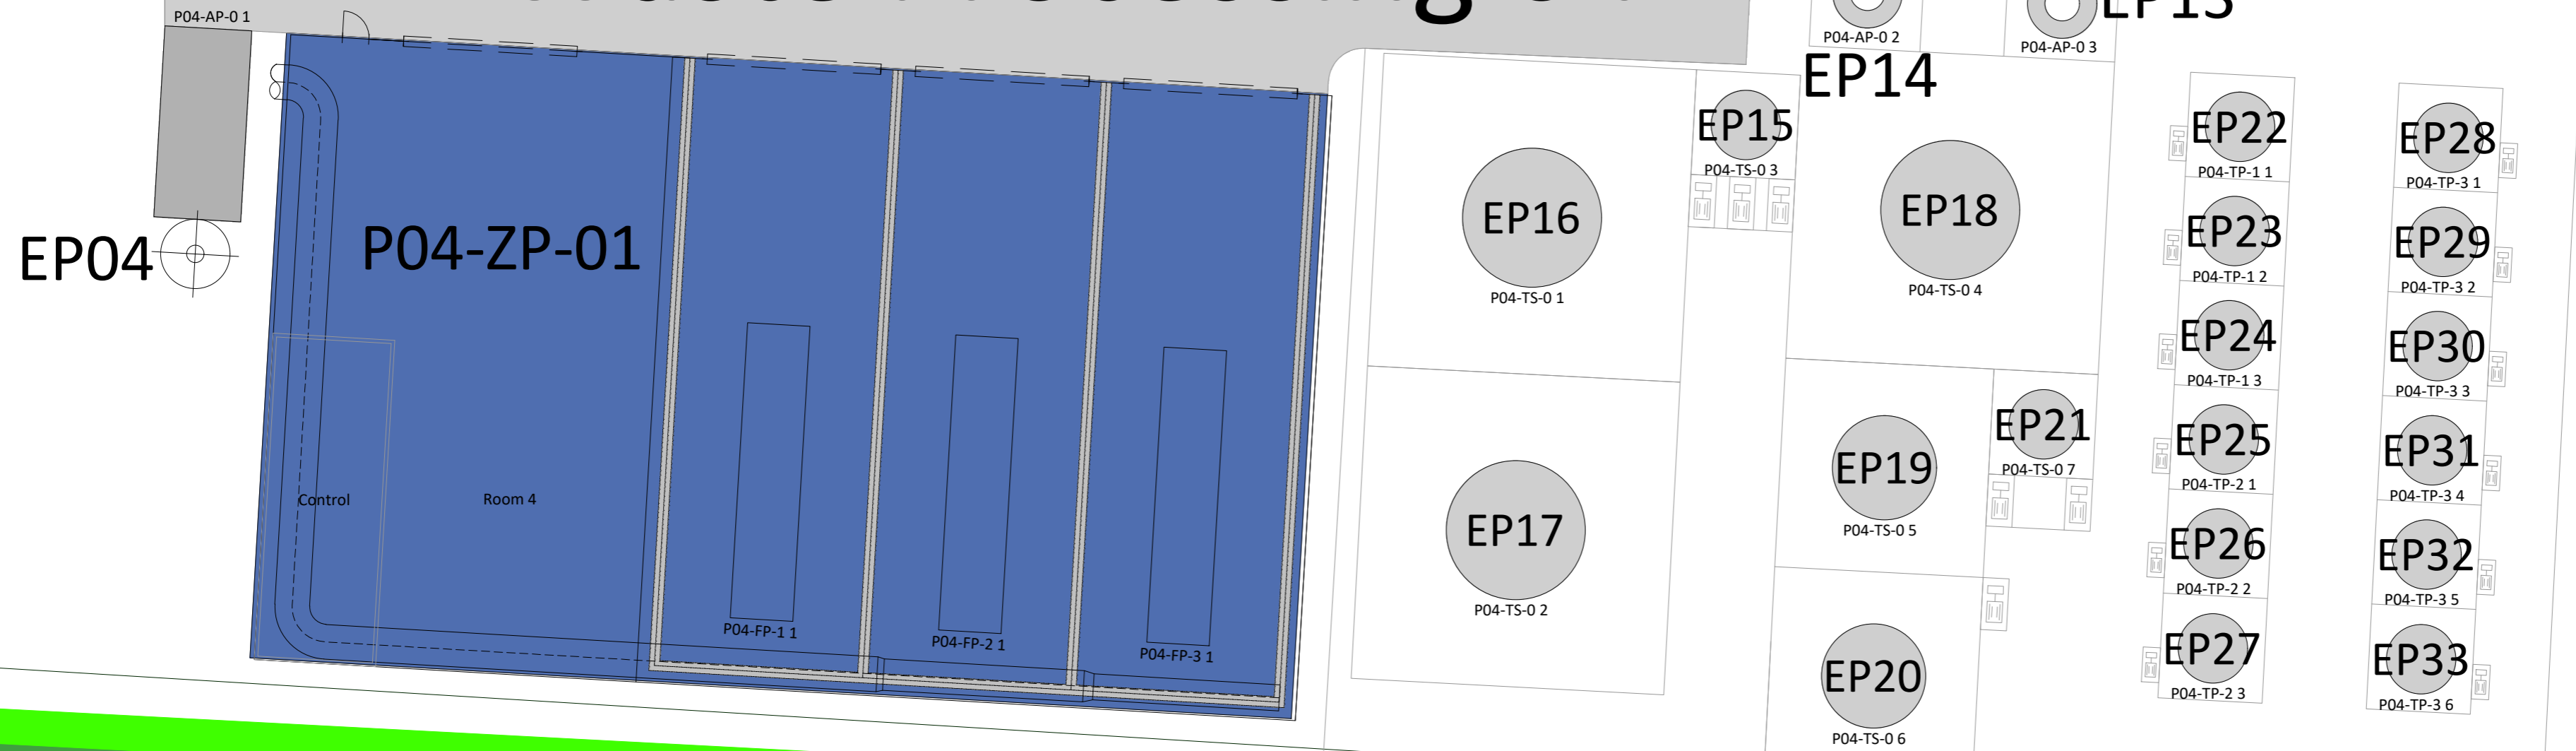 P04-AP-0 1
EP04
P04-ZP-01
Control
Room 4
P04-FP-1 1
P04-FP-2 1
P04-FP-3 1
EP16
P04-TS-0 1
EP17
P04-TS-0 2
EP15
P04-TS-0 3
P04-AP-0 2
EP14
P04-AP-0 3
EP13
EP18
P04-TS-0 4
EP19
P04-TS-0 5
EP21
P04-TS-0 7
EP20
P04-TS-0 6
EP22
P04-TP-1 1
EP23
P04-TP-1 2
EP24
P04-TP-1 3
EP25
P04-TP-2 1
EP26
P04-TP-2 2
EP27
P04-TP-2 3
EP28
P04-TP-3 1
EP29
P04-TP-3 2
EP30
P04-TP-3 3
EP31
P04-TP-3 4
EP32
P04-TP-3 5
EP33
P04-TP-3 6